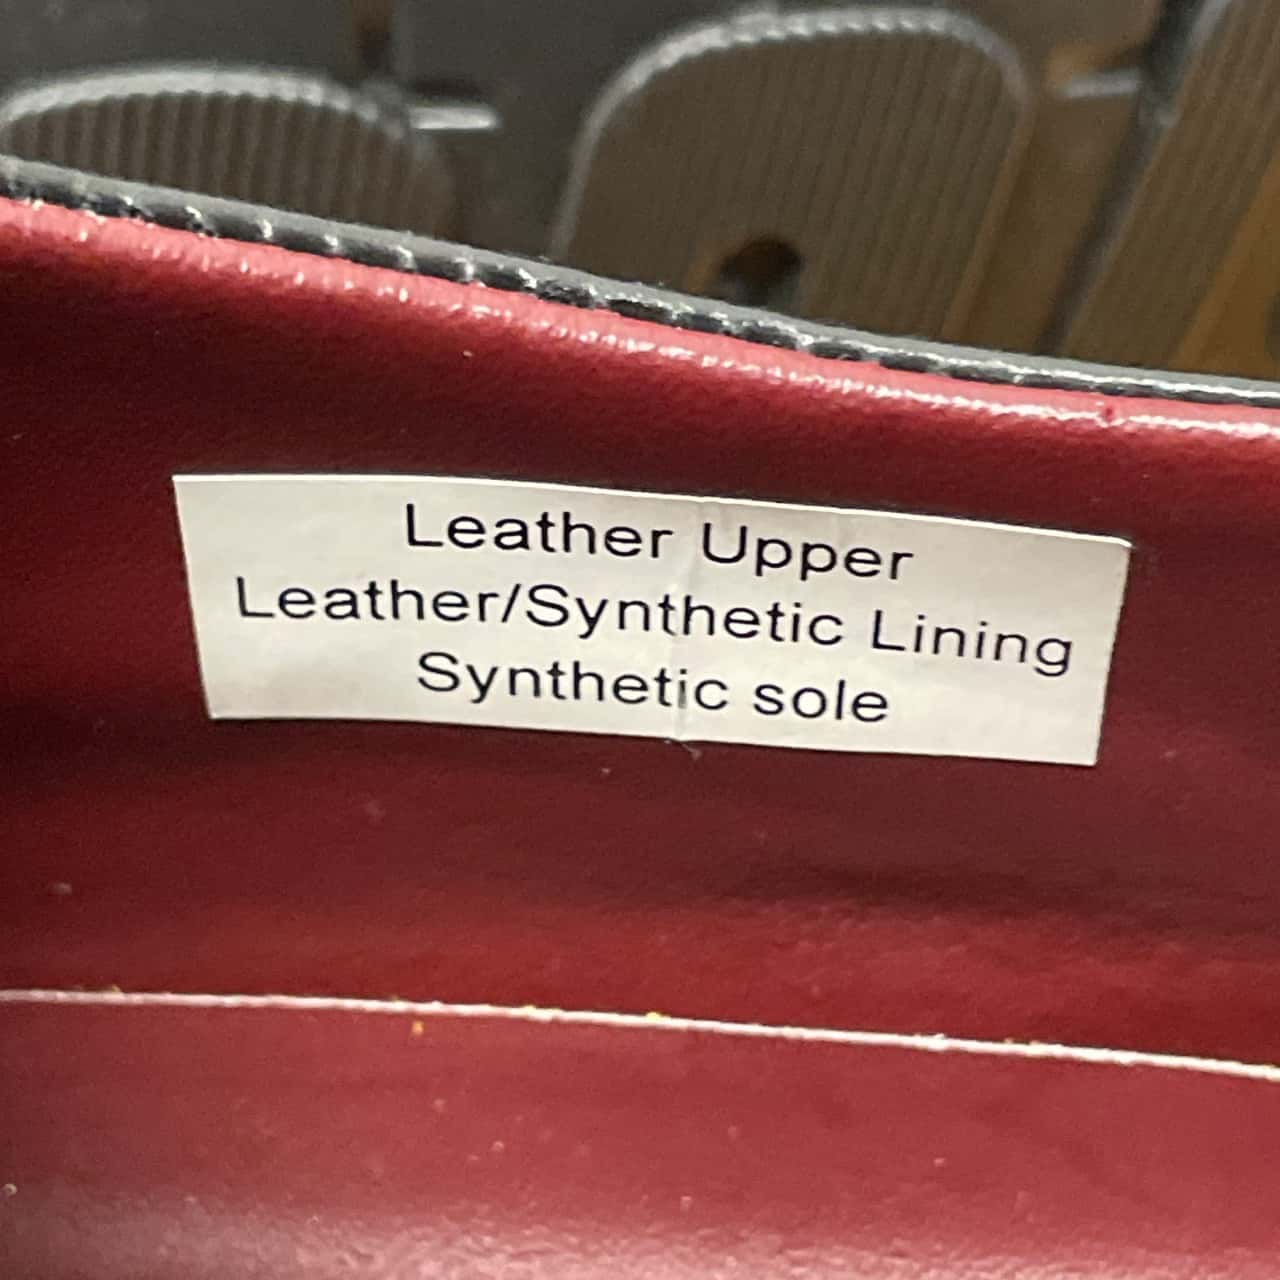 Leather Upper
Leather/Synthetic Lining
Synthetic sole